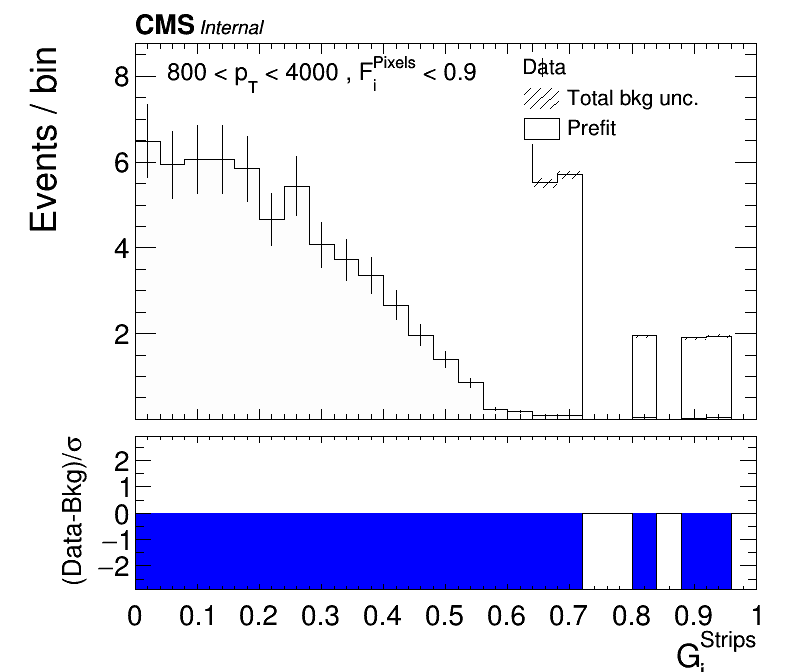 CMS Internal
800 < p_T < 4000 , F_i^Pixels < 0.9
Data
Total bkg unc.
Prefit
Events / bin
8
6
4
2
(Data-Bkg)/σ
2
1
0
−1
−2
0 0.1 0.2 0.3 0.4 0.5 0.6 0.7 0.8 0.9 1
G_i^Strips